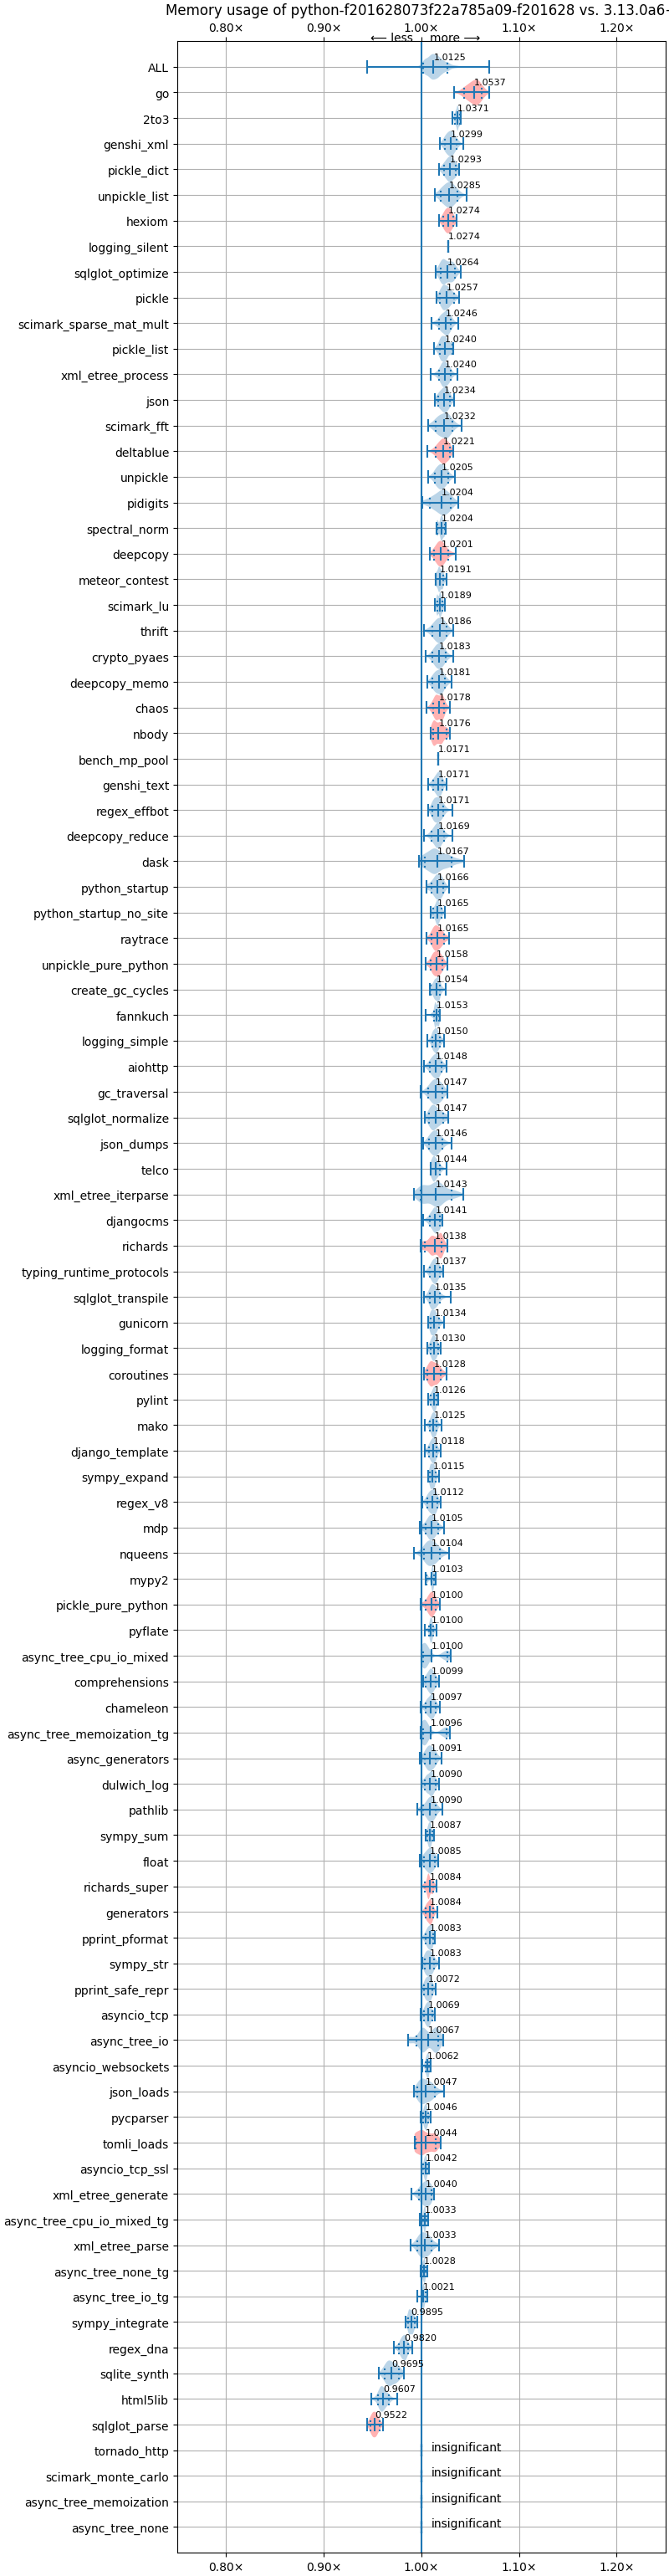 Memory usage of python-f201628073f22a785a09-f201628 vs. 3.13.0a6-
0.80× 0.90× 1.00× 1.10× 1.20×
⟵ less more ⟶
ALL 1.0125
go 1.0537
2to3 1.0371
genshi_xml 1.0299
pickle_dict 1.0293
unpickle_list 1.0285
hexiom 1.0274
logging_silent 1.0274
sqlglot_optimize 1.0264
pickle 1.0257
scimark_sparse_mat_mult 1.0246
pickle_list 1.0240
xml_etree_process 1.0240
json 1.0234
scimark_fft 1.0232
deltablue 1.0221
unpickle 1.0205
pidigits 1.0204
spectral_norm 1.0204
deepcopy 1.0201
meteor_contest 1.0191
scimark_lu 1.0189
thrift 1.0186
crypto_pyaes 1.0183
deepcopy_memo 1.0181
chaos 1.0178
nbody 1.0176
bench_mp_pool 1.0171
genshi_text 1.0171
regex_effbot 1.0171
deepcopy_reduce 1.0169
dask 1.0167
python_startup 1.0166
python_startup_no_site 1.0165
raytrace 1.0165
unpickle_pure_python 1.0158
create_gc_cycles 1.0154
fannkuch 1.0153
logging_simple 1.0150
aiohttp 1.0148
gc_traversal 1.0147
sqlglot_normalize 1.0147
json_dumps 1.0146
telco 1.0144
xml_etree_iterparse 1.0143
djangocms 1.0141
richards 1.0138
typing_runtime_protocols 1.0137
sqlglot_transpile 1.0135
gunicorn 1.0134
logging_format 1.0130
coroutines 1.0128
pylint 1.0126
mako 1.0125
django_template 1.0118
sympy_expand 1.0115
regex_v8 1.0112
mdp 1.0105
nqueens 1.0104
mypy2 1.0103
pickle_pure_python 1.0100
pyflate 1.0100
async_tree_cpu_io_mixed 1.0100
comprehensions 1.0099
chameleon 1.0097
async_tree_memoization_tg 1.0096
async_generators 1.0091
dulwich_log 1.0090
pathlib 1.0090
sympy_sum 1.0087
float 1.0085
richards_super 1.0084
generators 1.0084
pprint_pformat 1.0083
sympy_str 1.0083
pprint_safe_repr 1.0072
asyncio_tcp 1.0069
async_tree_io 1.0067
asyncio_websockets 1.0062
json_loads 1.0047
pycparser 1.0046
tomli_loads 1.0044
asyncio_tcp_ssl 1.0042
xml_etree_generate 1.0040
async_tree_cpu_io_mixed_tg 1.0033
xml_etree_parse 1.0033
async_tree_none_tg 1.0028
async_tree_io_tg 1.0021
sympy_integrate 0.9895
regex_dna 0.9820
sqlite_synth 0.9695
html5lib 0.9607
sqlglot_parse 0.9522
tornado_http insignificant
scimark_monte_carlo insignificant
async_tree_memoization insignificant
async_tree_none insignificant
0.80× 0.90× 1.00× 1.10× 1.20×